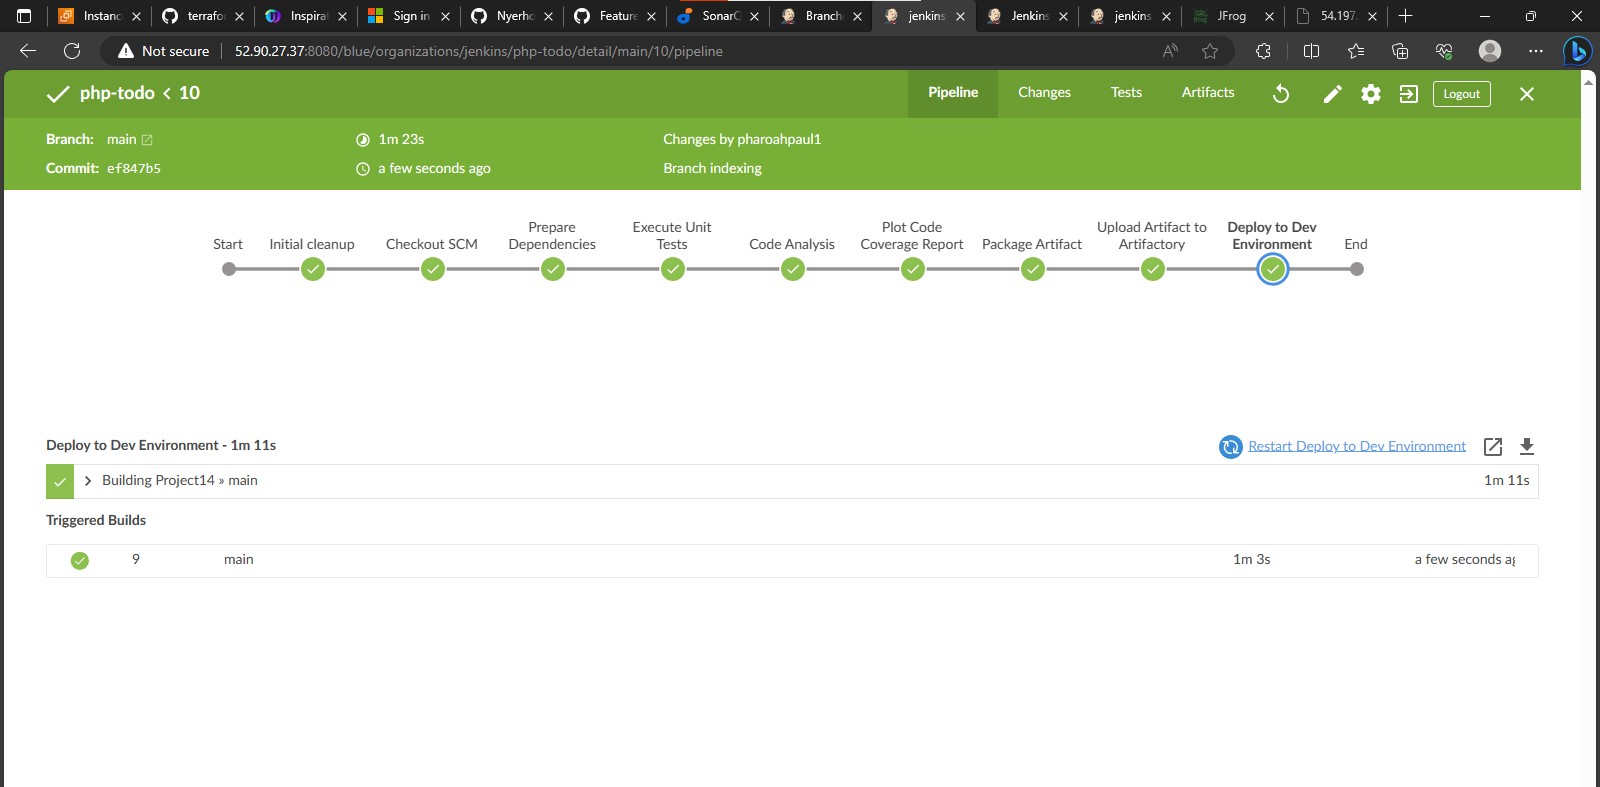 Instanc
terrafor
Inspirat
Sign in
Nyerho
Feature
SonarQ
Branch
jenkins
Jenkins
jenkins
JFrog
54.197.
Not secure
52.90.27.37:8080/blue/organizations/jenkins/php-todo/detail/main/10/pipeline
php-todo < 10
Pipeline
Changes
Tests
Artifacts
Logout
Branch: main
1m 23s
Changes by pharoahpaul1
Commit: ef847b5
a few seconds ago
Branch indexing
Start
Initial cleanup
Checkout SCM
Prepare
Dependencies
Execute Unit
Tests
Code Analysis
Plot Code
Coverage Report
Package Artifact
Upload Artifact to
Artifactory
Deploy to Dev
Environment
End
Deploy to Dev Environment - 1m 11s
Restart Deploy to Dev Environment
Building Project14 » main
1m 11s
Triggered Builds
9
main
1m 3s
a few seconds ag